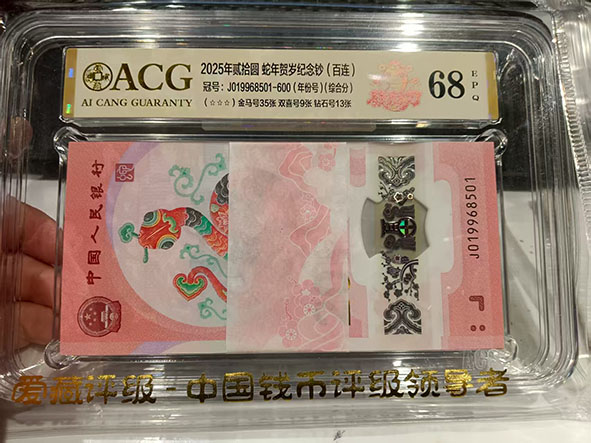 ACG
AI CANG GUARANTY
2025年贰拾圆 蛇年贺岁纪念钞（百连）
冠号：J019968501-600（年份号）（综合分）
（☆☆☆）金马号35张 双喜号9张 钻石号13张
68
EPQ
中国人民银行
J019968501
爱藏评级-中国钱币评级领导者